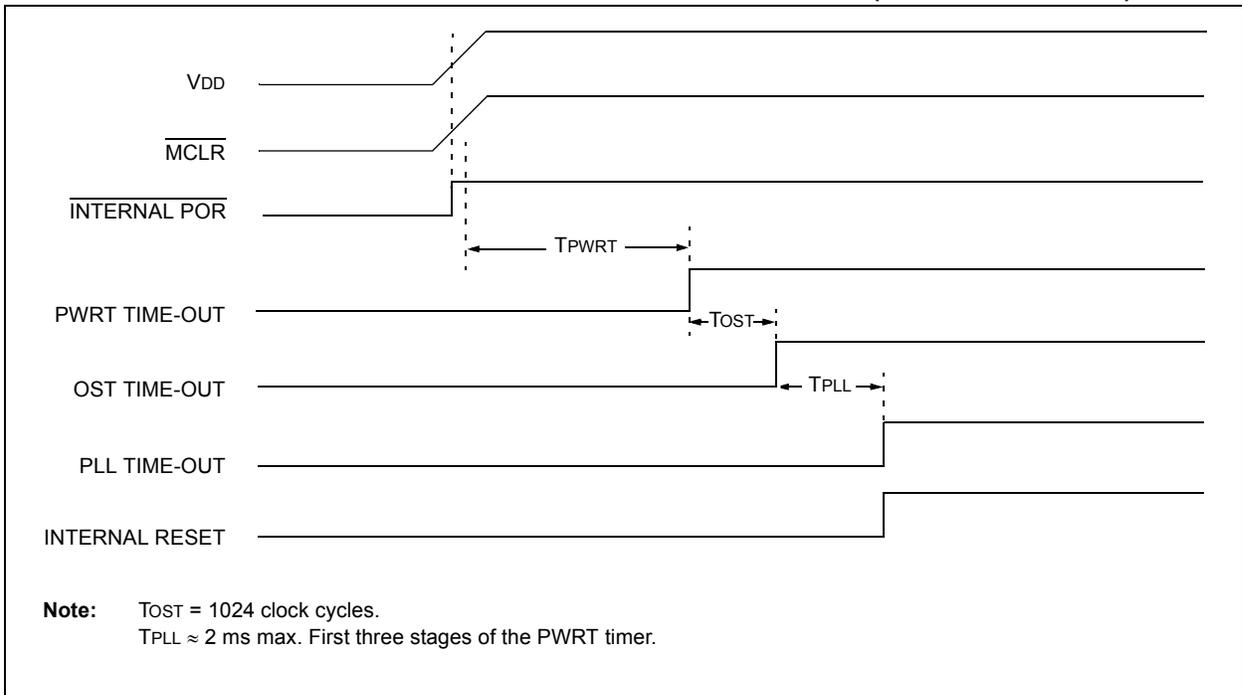 VDD
MCLR
INTERNAL POR
TPWRT
PWRT TIME-OUT
TOST
OST TIME-OUT
TPLL
PLL TIME-OUT
INTERNAL RESET
Note: TOST = 1024 clock cycles.
TPLL ≈ 2 ms max. First three stages of the PWRT timer.